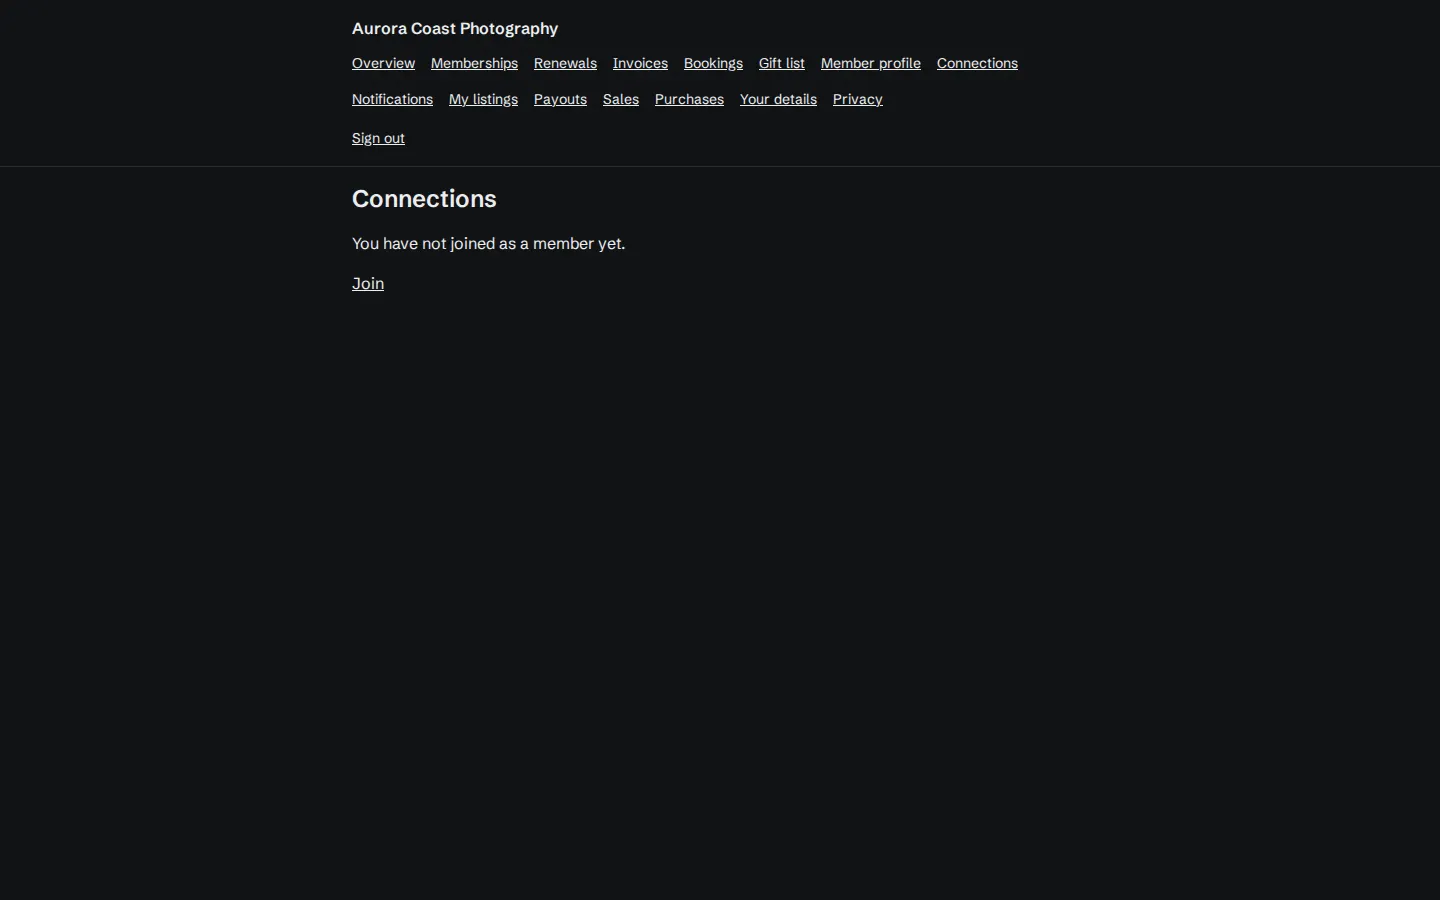 Aurora Coast Photography
Overview Memberships Renewals Invoices Bookings Gift list Member profile Connections
Notifications My listings Payouts Sales Purchases Your details Privacy
Sign out
Connections
You have not joined as a member yet.
Join